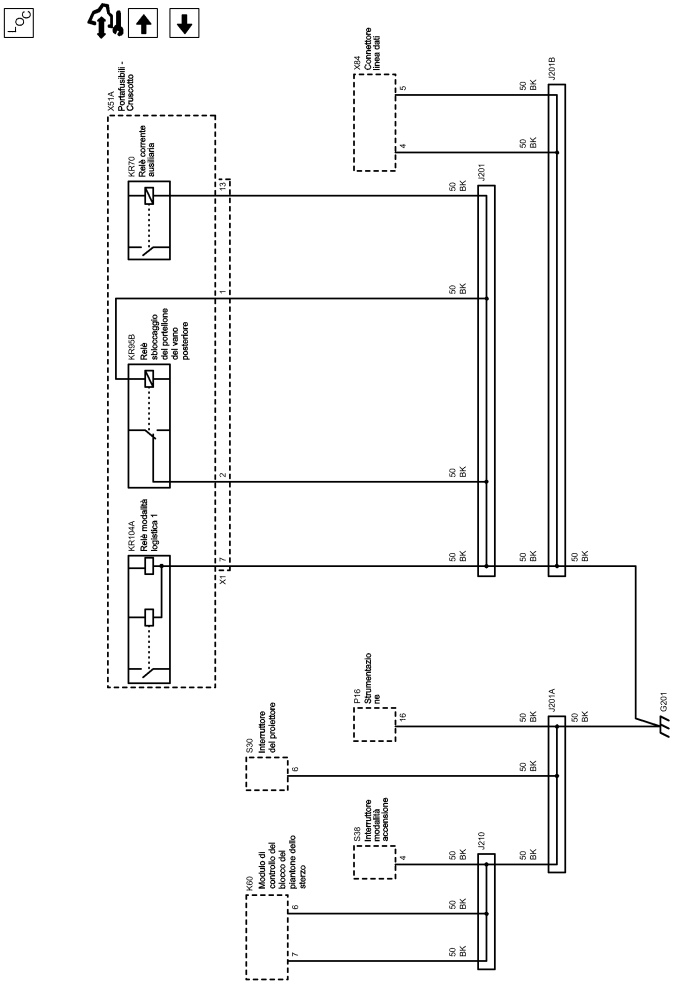 LOC
X51A
Portafusibili -
Cruscotto
KR70
Relè corrente
ausiliaria
KR95B
Relè
sbloccaggio
del portellone
del vano
posteriore
KR104A
Relè modalità
logistica 1
X1
7
2
1
13
X84
Connettore
linea dati
4
5
50
BK
50
BK
50
BK
50
BK
50
BK
50
BK
J201
J201B
50
BK
50
BK
K60
Modulo di
controllo del
blocco del
piantone dello
sterzo
7
6
S30
Interruttore
del proiettore
6
S38
Interruttore
modalità
accensione
4
P16
Strumentazio
ne
16
50
BK
50
BK
50
BK
J210
50
BK
50
BK
50
BK
J201A
50
BK
G201